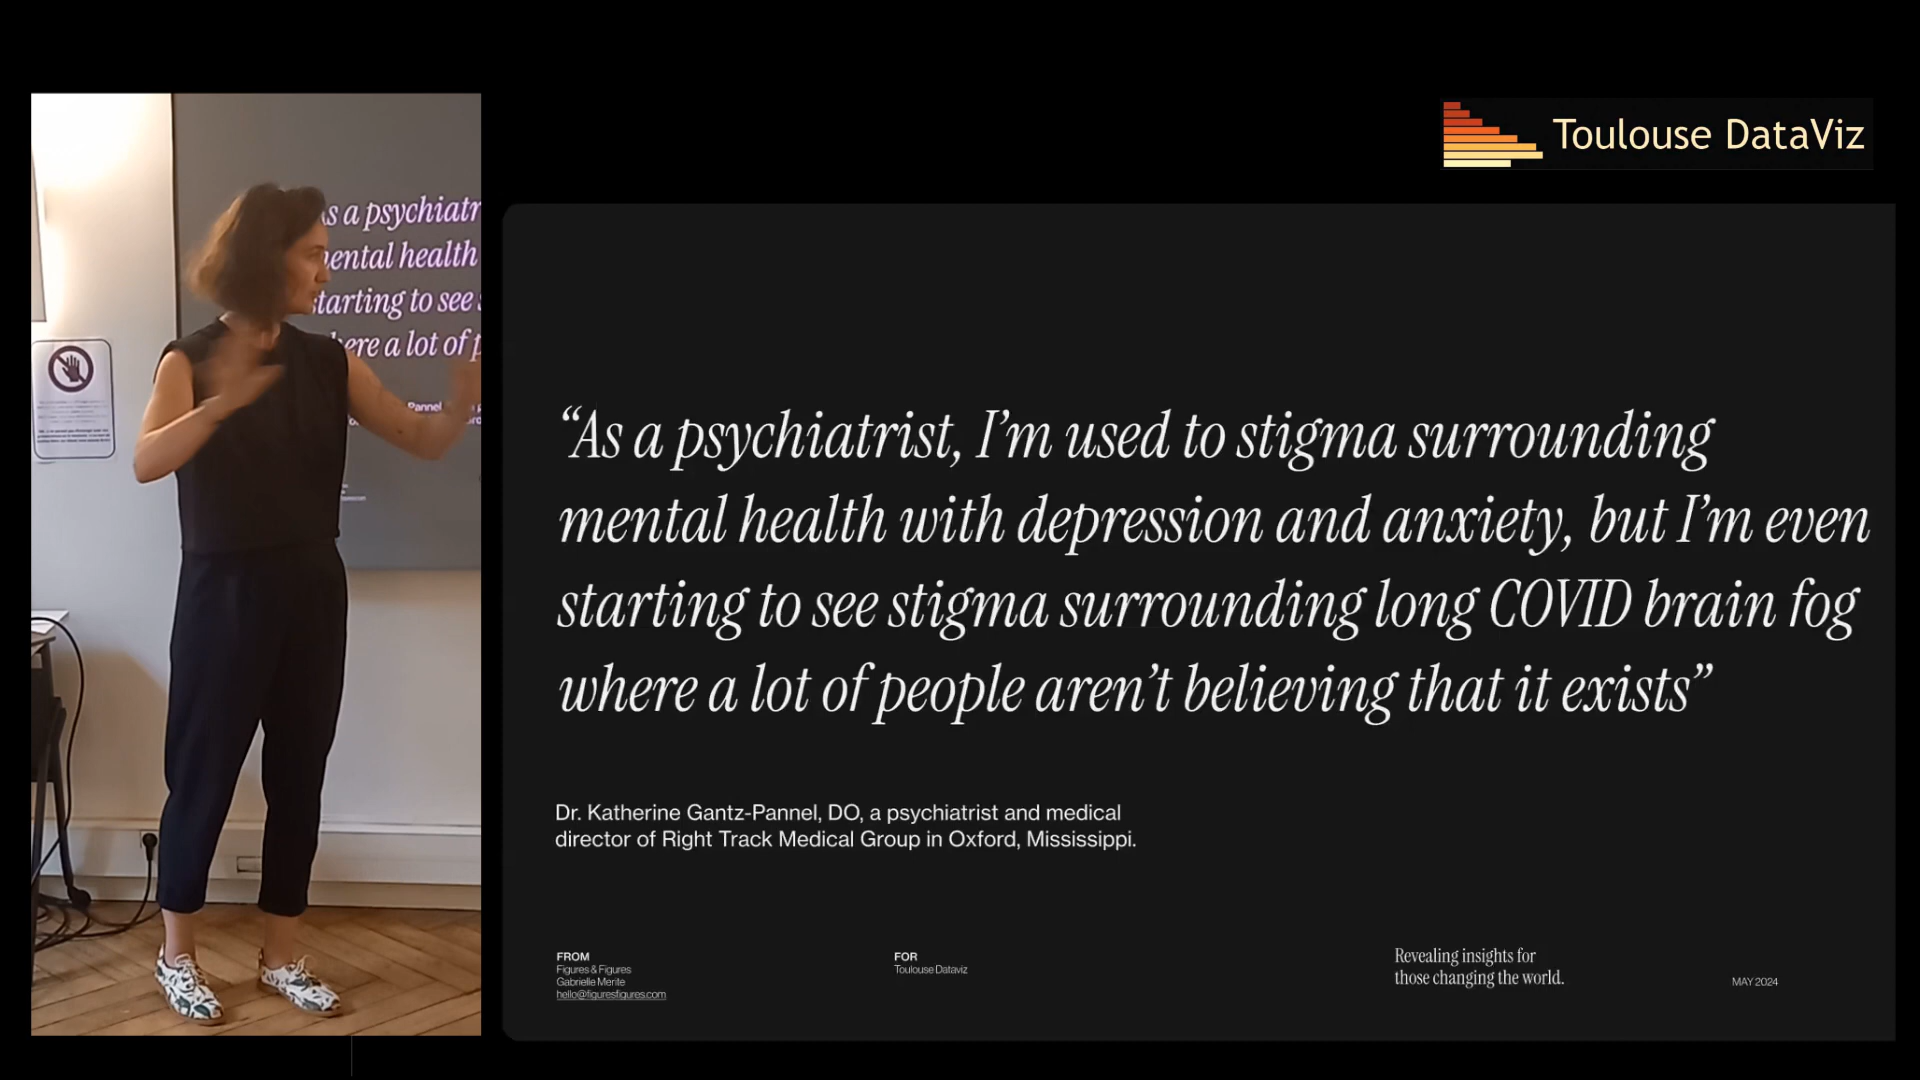 Toulouse DataViz
s a psychiatr
ental health
starting to see
here a lot of p
Pannel
“As a psychiatrist, I’m used to stigma surrounding
mental health with depression and anxiety, but I’m even
starting to see stigma surrounding long COVID brain fog
where a lot of people aren’t believing that it exists”
Dr. Katherine Gantz-Pannel, DO, a psychiatrist and medical
director of Right Track Medical Group in Oxford, Mississippi.
FROM
Figures & Figures
Gabrielle Merite
hello@figuresfigures.com
FOR
Toulouse Dataviz
Revealing insights for
those changing the world.
MAY 2024